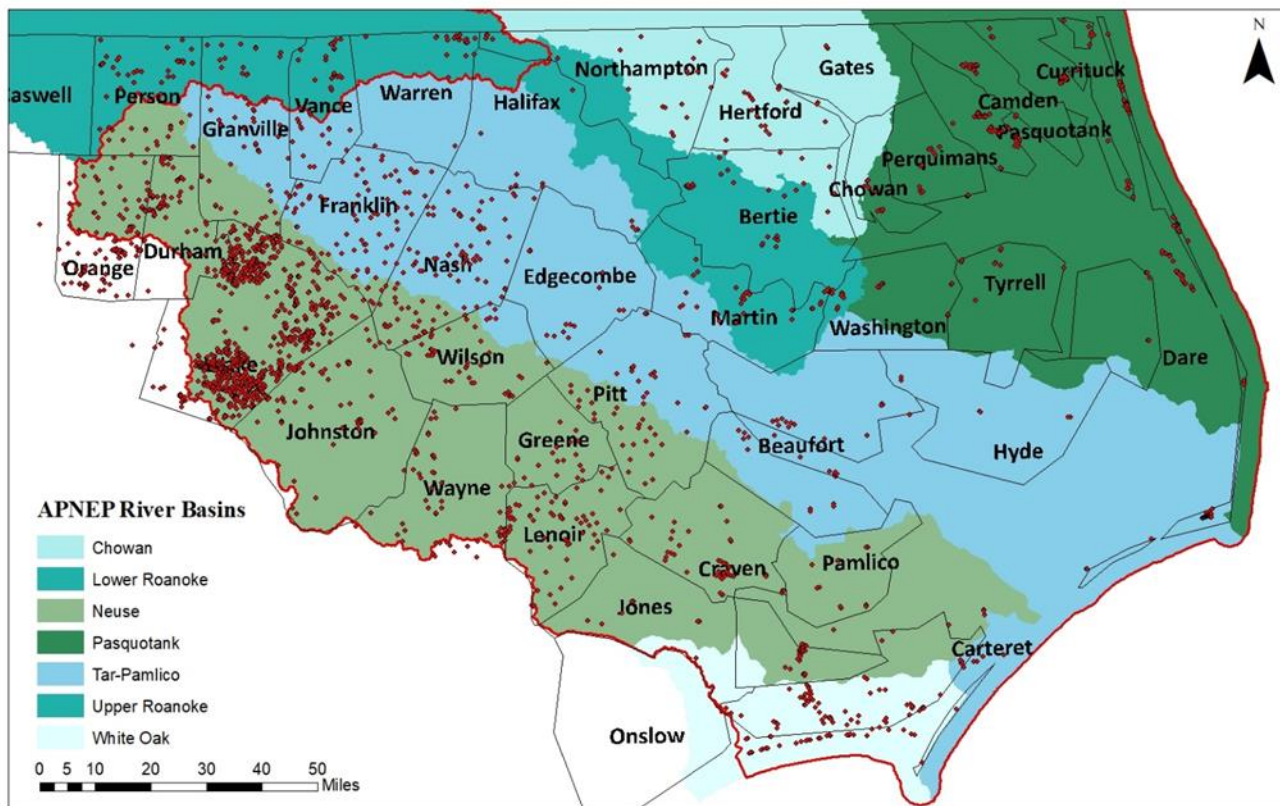 N
Northampton
Gates
Currituck
Caswell
Person
Vance
Warren
Halifax
Camden
Granville
Hertford
Pasquotank
Perquimans
Chowan
Franklin
Bertie
Durham
Orange
Nash
Edgecombe
Tyrrell
Martin
Washington
Wilson
Dare
Wake
Pitt
Johnston
Greene
Beaufort
Hyde
Wayne
Lenoir
Craven
Pamlico
Jones
Carteret
Onslow
APNEP River Basins
Chowan
Lower Roanoke
Neuse
Pasquotank
Tar-Pamlico
Upper Roanoke
White Oak
0 5 10 20 30 40 50
Miles